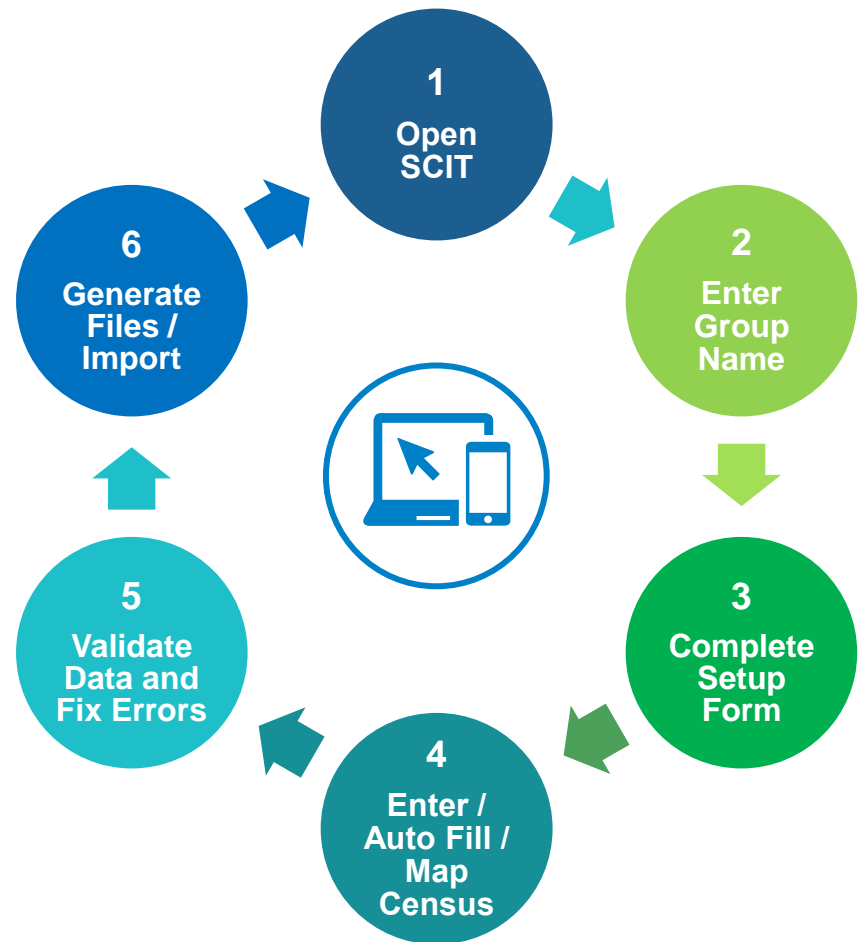 1
Open
SCIT
2
Enter
Group
Name
3
Complete
Setup
Form
4
Enter /
Auto Fill /
Map
Census
5
Validate
Data and
Fix Errors
6
Generate
Files /
Import